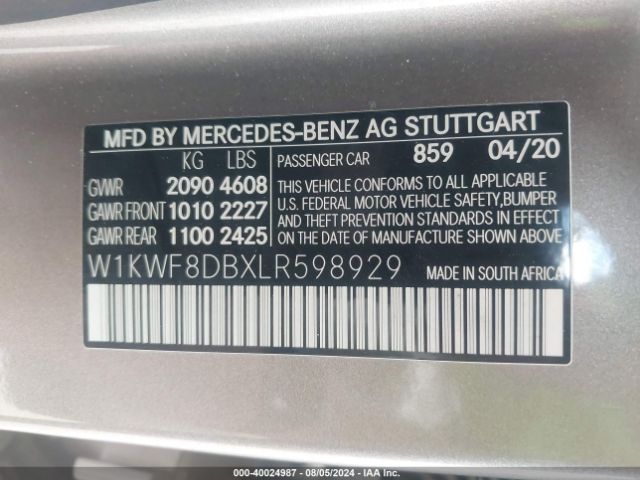 MFD BY MERCEDES-BENZ AG STUTTGART
KG LBS
GVWR 2090 4608
GAWR FRONT 1010 2227
GAWR REAR 1100 2425
PASSENGER CAR 859 04/20
THIS VEHICLE CONFORMS TO ALL APPLICABLE
U.S. FEDERAL MOTOR VEHICLE SAFETY,BUMPER
AND THEFT PREVENTION STANDARDS IN EFFECT
ON THE DATE OF MANUFACTURE SHOWN ABOVE.
W1KWF8DBXLR598929 MADE IN SOUTH AFRICA
000-40024987 - 08/05/2024 - IAA Inc.